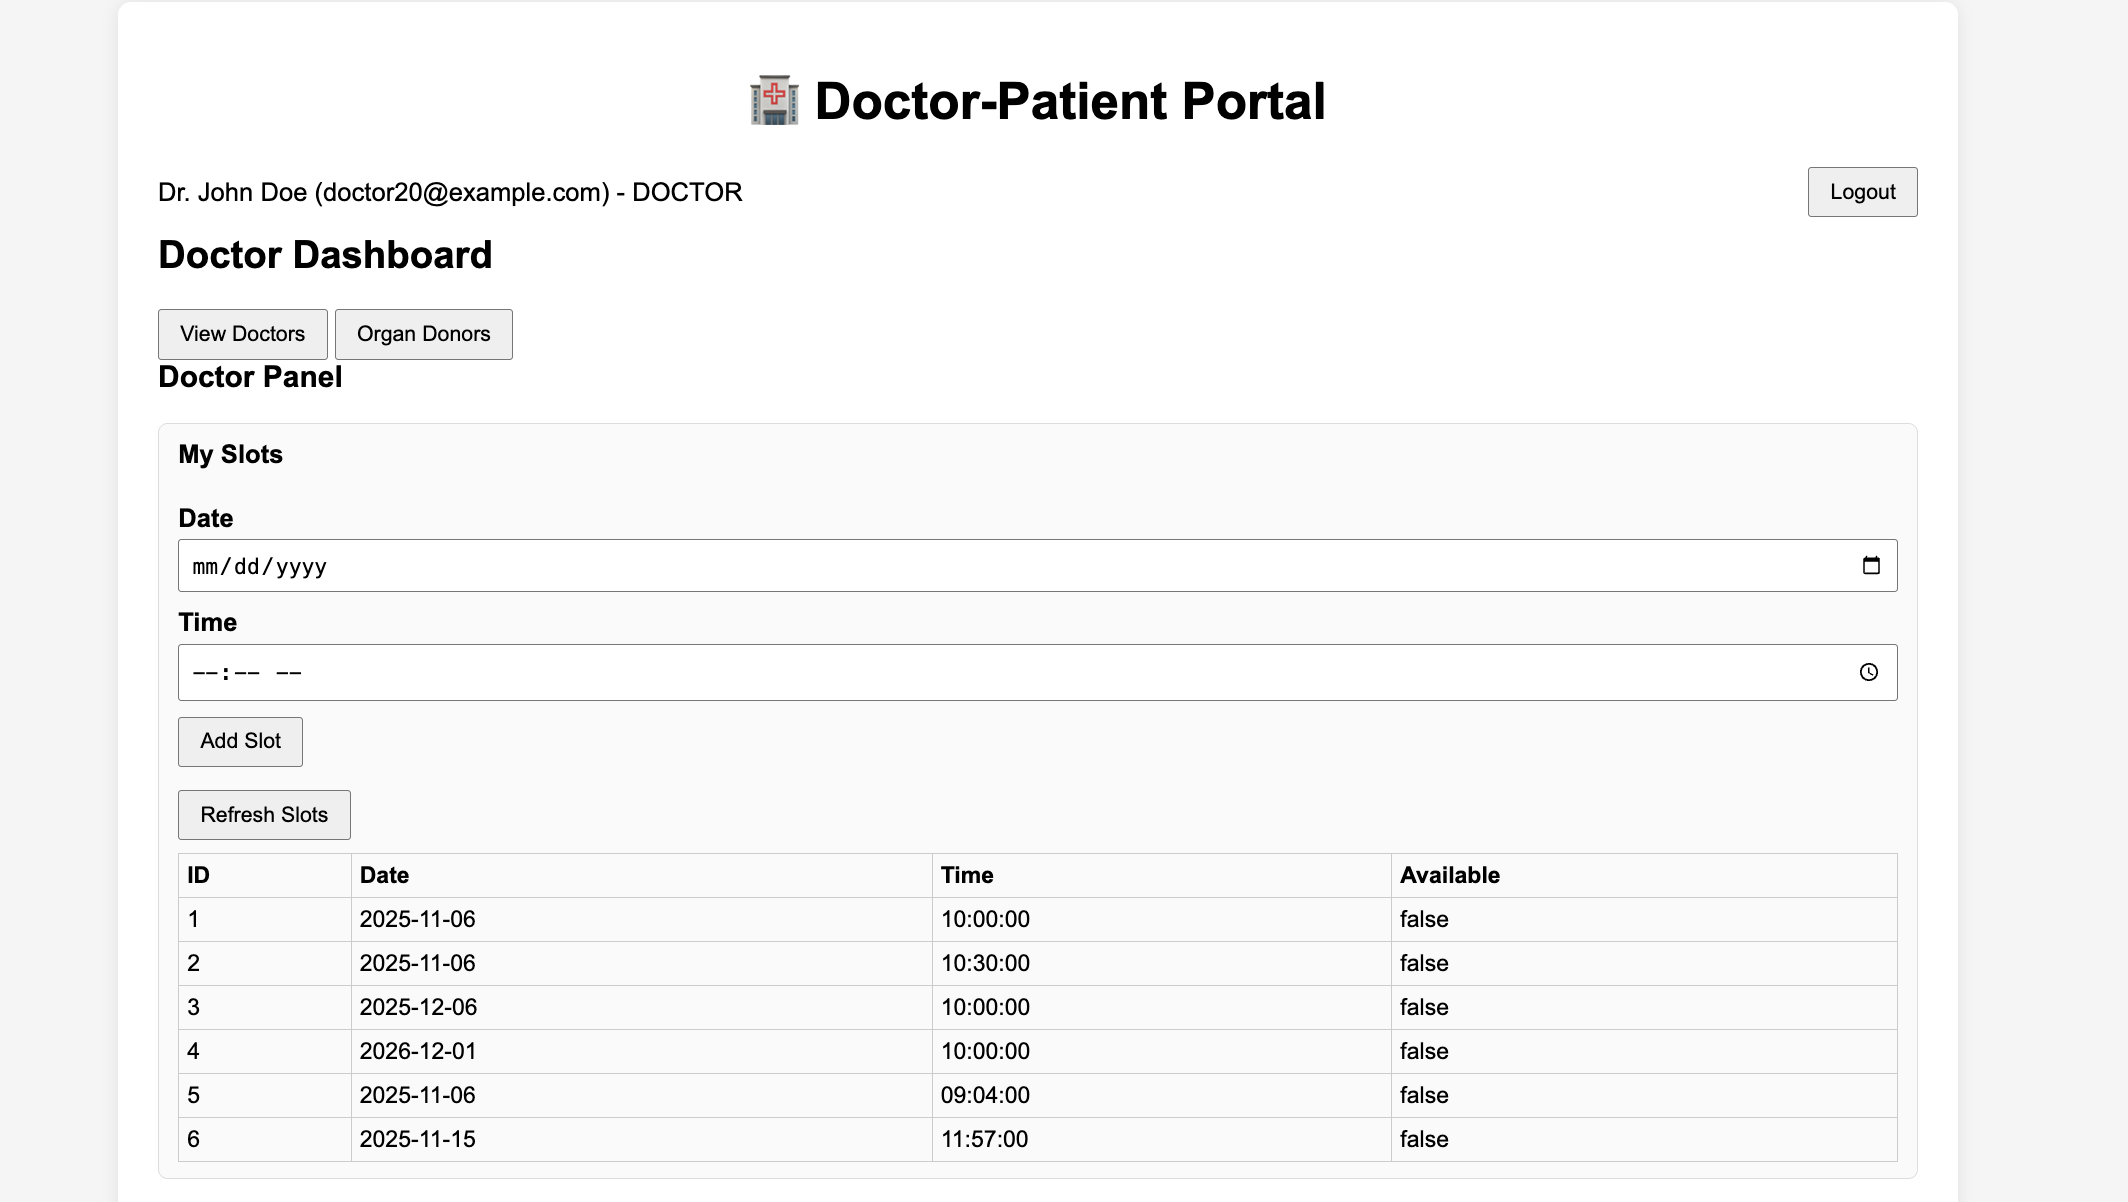 Doctor-Patient Portal
Dr. John Doe (doctor20@example.com) - DOCTOR
Logout
Doctor Dashboard
View Doctors Organ Donors
Doctor Panel
My Slots
Date
mm/dd/yyyy
Time
--:-- --
Add Slot
Refresh Slots
ID Date Time Available
1 2025-11-06 10:00:00 false
2 2025-11-06 10:30:00 false
3 2025-12-06 10:00:00 false
4 2026-12-01 10:00:00 false
5 2025-11-06 09:04:00 false
6 2025-11-15 11:57:00 false